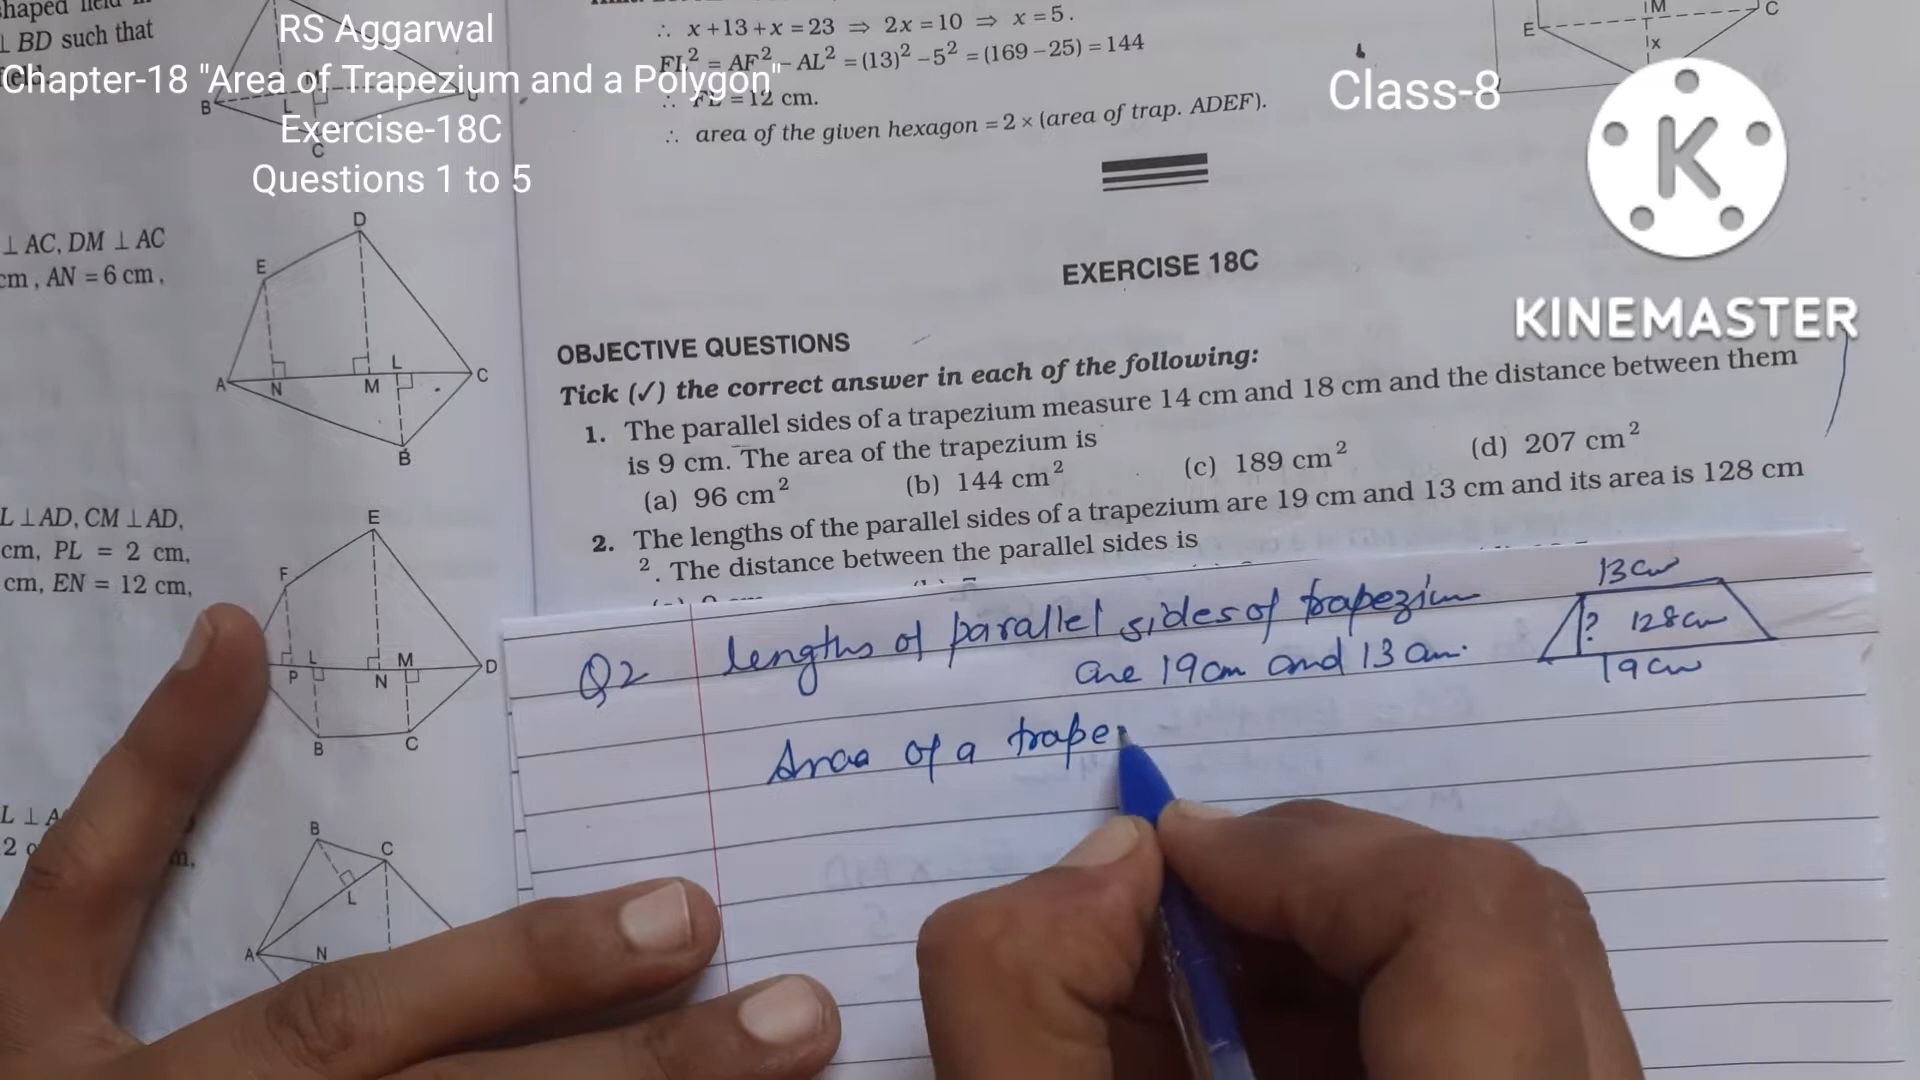 RS Aggarwal
Chapter-18 "Area of Trapezium and a Polygon"
Exercise-18C
Questions 1 to 5
Class-8
KINEMASTER
K
⊥ BD such that
B
L
C
⊥ AC, DM ⊥ AC
cm, AN = 6 cm,
D
E
A
N
M
L
C
B
L ⊥ AD, CM ⊥ AD,
cm, PL = 2 cm,
cm, EN = 12 cm,
E
F
P
L
N
M
D
B
C
B
C
L
A
N
∴ x + 13 + x = 23 ⇒ 2x = 10 ⇒ x = 5.
FL² = AF² – AL² = (13)² – 5² = (169 – 25) = 144
∴ FL = 12 cm.
∴ area of the given hexagon = 2 × (area of trap. ADEF).
E
M
C
x
EXERCISE 18C
OBJECTIVE QUESTIONS
Tick (✓) the correct answer in each of the following:
1. The parallel sides of a trapezium measure 14 cm and 18 cm and the distance between them
is 9 cm. The area of the trapezium is
(a) 96 cm² (b) 144 cm² (c) 189 cm² (d) 207 cm²
2. The lengths of the parallel sides of a trapezium are 19 cm and 13 cm and its area is 128 cm
². The distance between the parallel sides is
Q2 lengths of parallel sides of trapezium
are 19cm and 13 cm.
13cm
? 128cm
19cm
Area of a trape